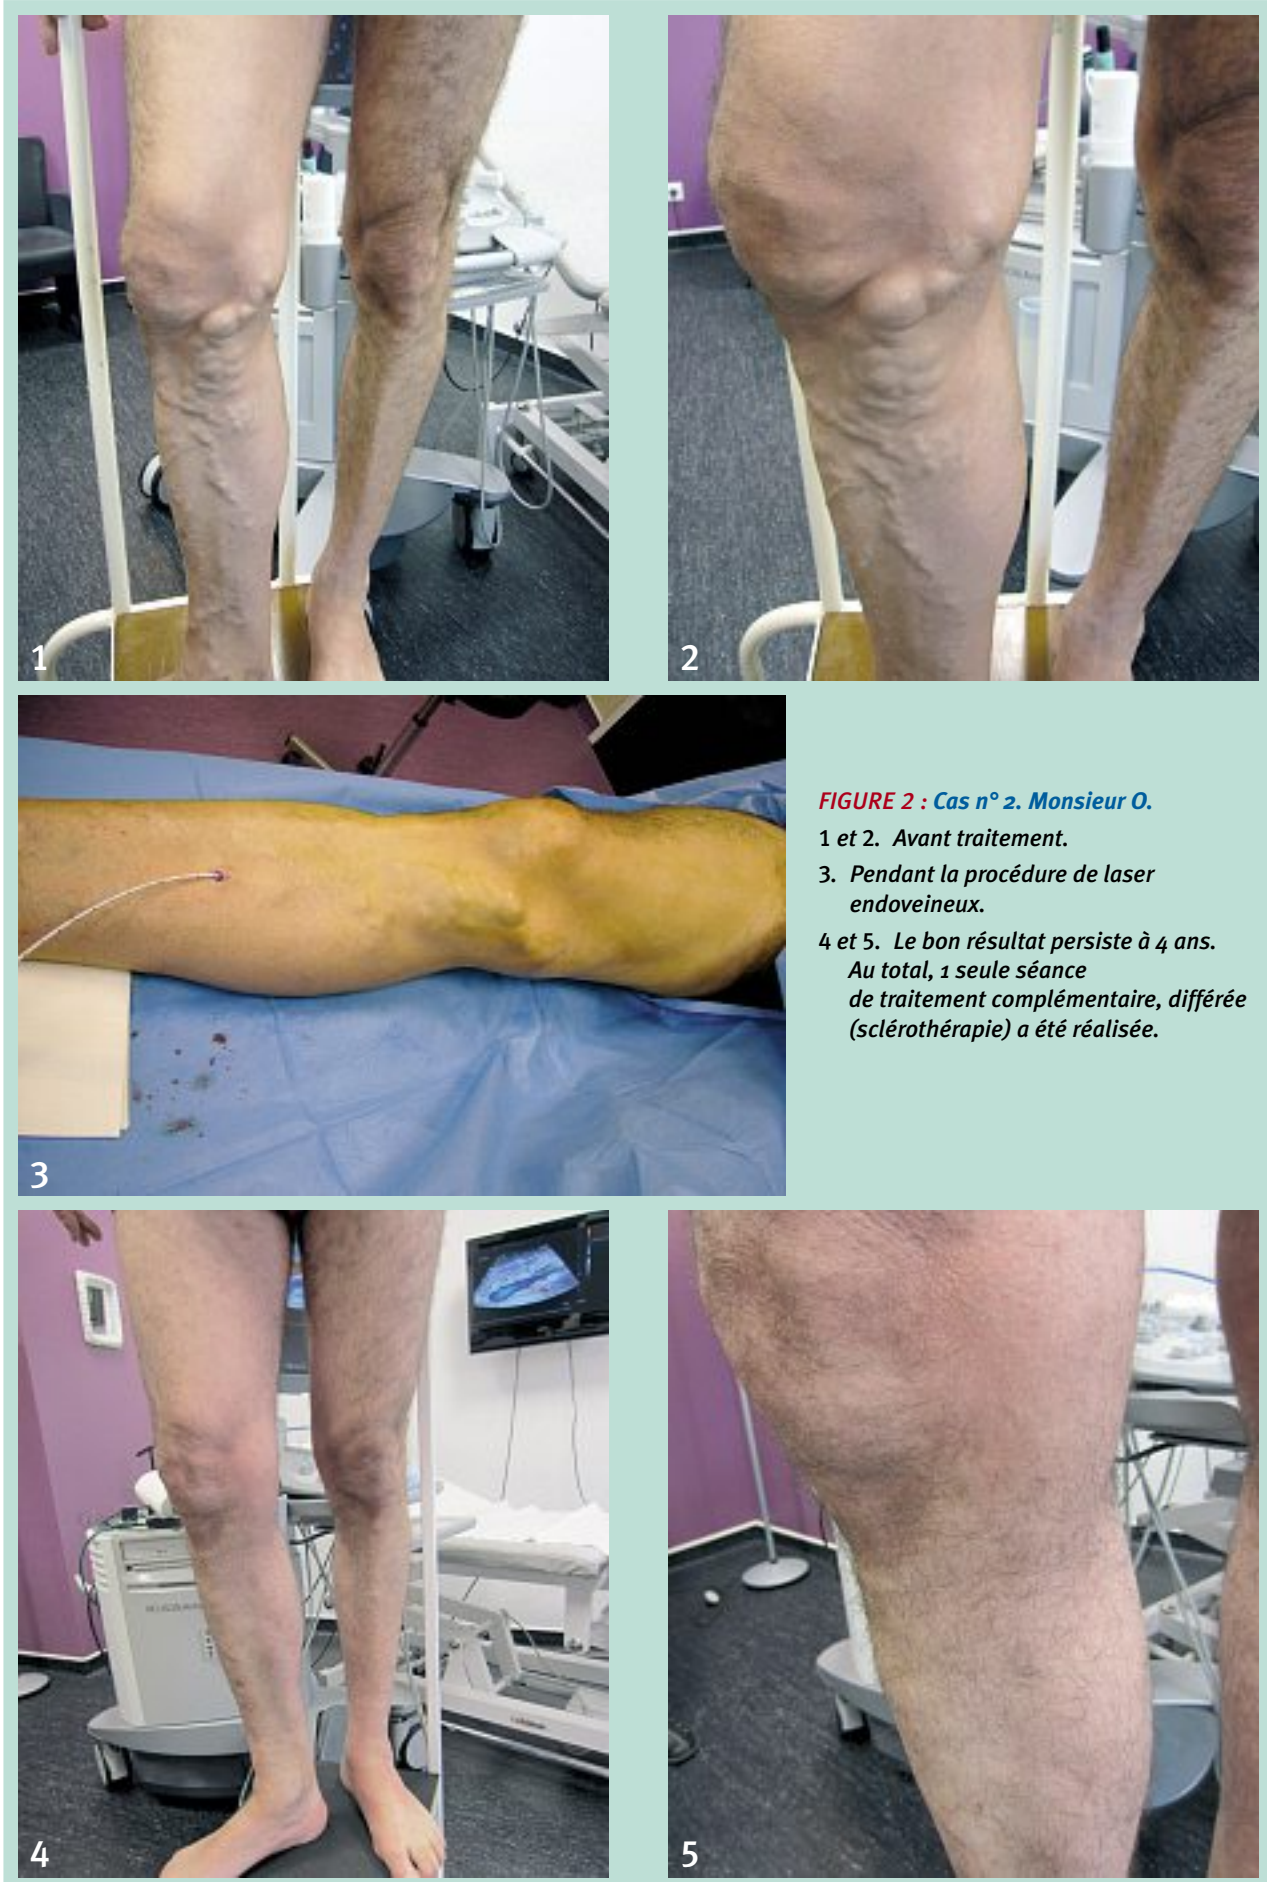 1
2
FIGURE 2 : Cas n° 2. Monsieur O.
1 et 2. Avant traitement.
3. Pendant la procédure de laser
endoveineux.
4 et 5. Le bon résultat persiste à 4 ans.
Au total, 1 seule séance
de traitement complémentaire, différée
(sclérothérapie) a été réalisée.
3
4
5